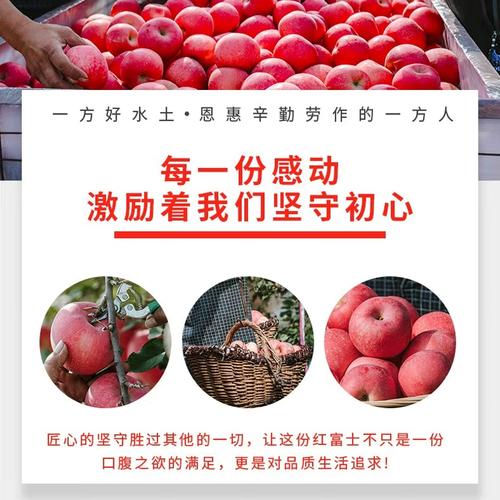 一方好水土•恩惠辛勤劳作的一方人
每一份感动
激励着我们坚守初心
匠心的坚守胜过其他的一切，让这份红富士不只是一份
口腹之欲的满足，更是对品质生活追求！